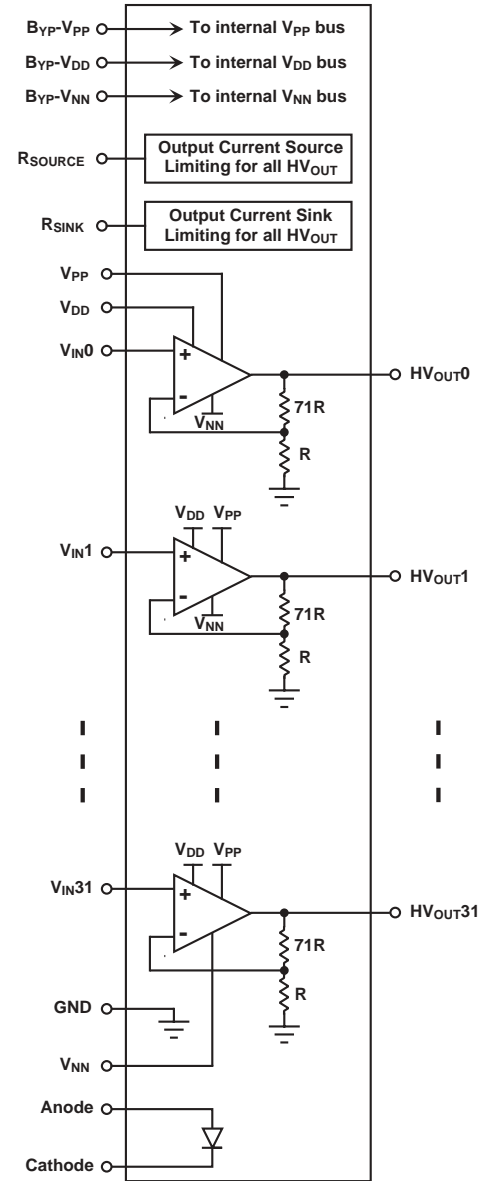 BYP-VPP To internal VPP bus
BYP-VDD To internal VDD bus
BYP-VNN To internal VNN bus
RSOURCE
Output Current Source
Limiting for all HVOUT
RSINK
Output Current Sink
Limiting for all HVOUT
VPP
VDD
VIN0
+
-
VNN
71R
R
HVOUT0
VDD VPP
VIN1
+
-
VNN
71R
R
HVOUT1
VDD VPP
VIN31
+
-
71R
R
HVOUT31
GND
VNN
Anode
Cathode